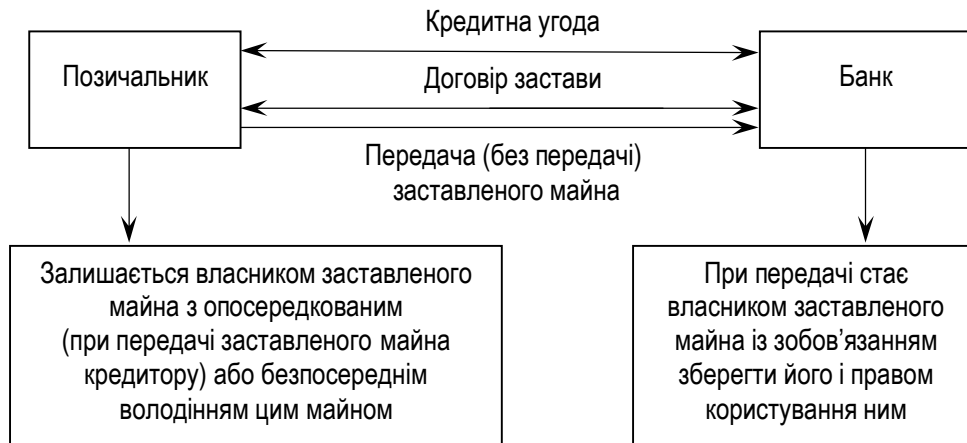 Кредитна угода
Позичальник
Банк
Договір застави
Передача (без передачі)
заставленого майна
Залишається власником заставленого
майна з опосередкованим
(при передачі заставленого майна
кредитору) або безпосереднім
володінням цим майном
При передачі стає
власником заставленого
майна із зобов’язанням
зберегти його і правом
користування ним